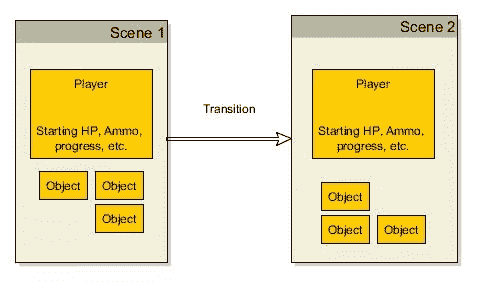 Scene 1
Player
Starting HP, Ammo,
progress, etc.
Object
Object
Object
Transition
Scene 2
Player
Starting HP, Ammo,
progress, etc.
Object
Object
Object